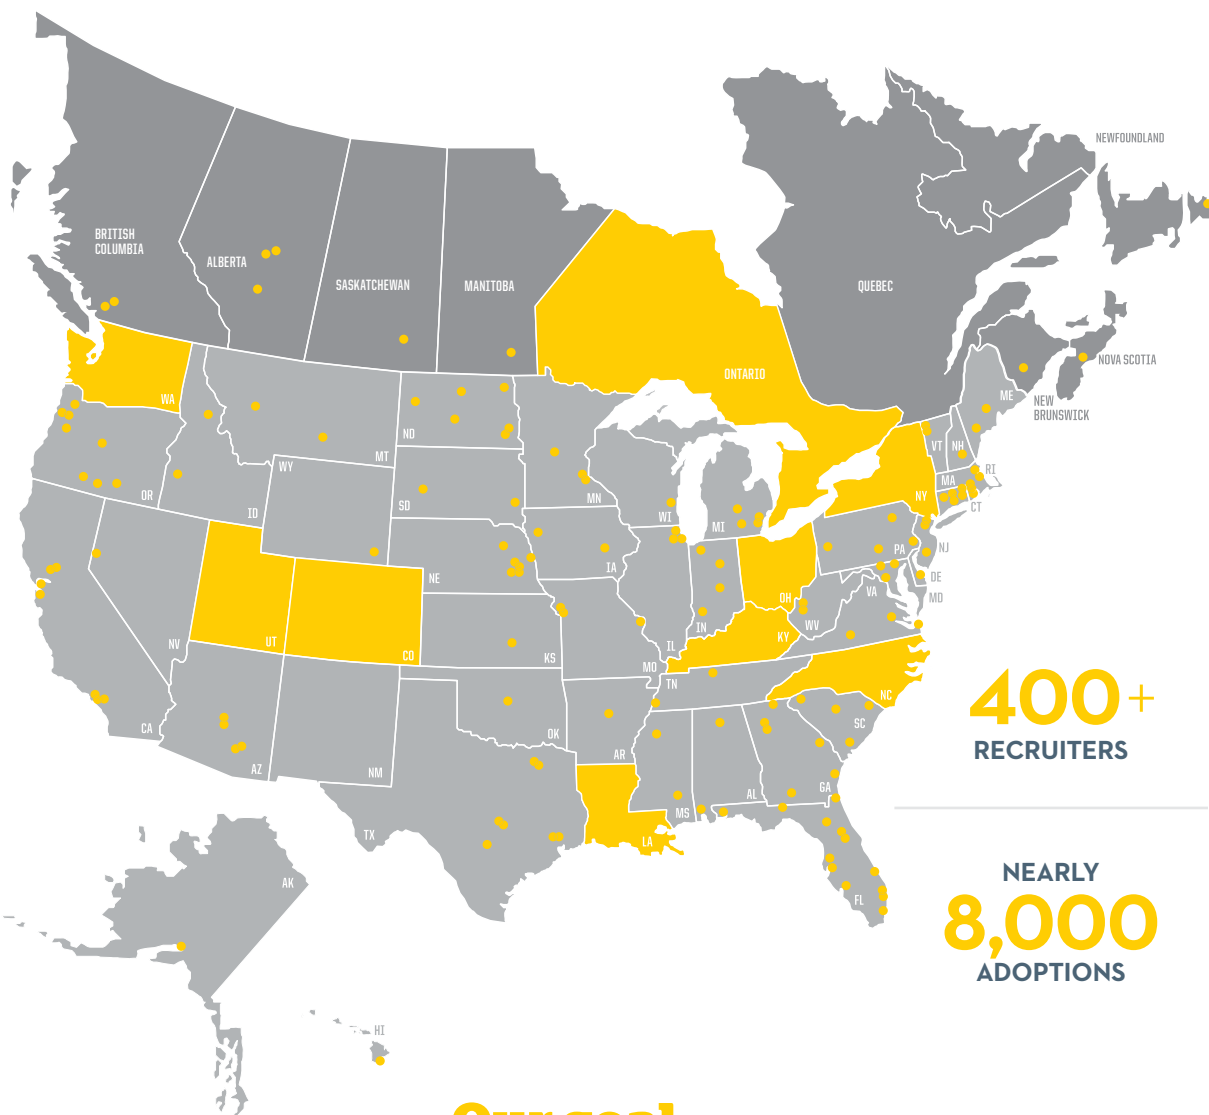 NEWFOUNDLAND
BRITISH
COLUMBIA
ALBERTA
SASKATCHEWAN
MANITOBA
QUEBEC
ONTARIO
NOVA SCOTIA
NEW
BRUNSWICK
WA
ME
ND
MT
WY
VT
NH
MA
RI
CT
NY
OR
ID
SD
MN
WI
MI
NE
IA
PA
NJ
DE
MD
VA
WV
OH
IN
IL
KY
NV
UT
CO
KS
MO
TN
NC
CA
AZ
NM
OK
AR
SC
GA
AL
MS
TX
LA
FL
AK
HI
400+
RECRUITERS
NEARLY
8,000
ADOPTIONS
Our goal